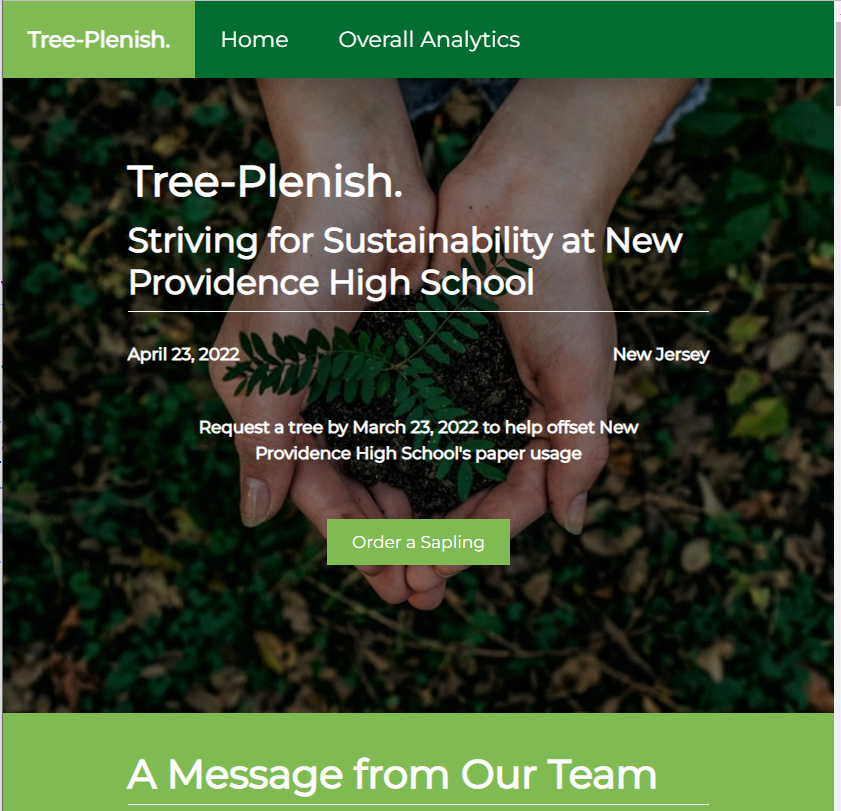 Tree-Plenish. Home Overall Analytics
Tree-Plenish.
Striving for Sustainability at New
Providence High School
April 23, 2022 New Jersey
Request a tree by March 23, 2022 to help offset New
Providence High School's paper usage
Order a Sapling
A Message from Our Team